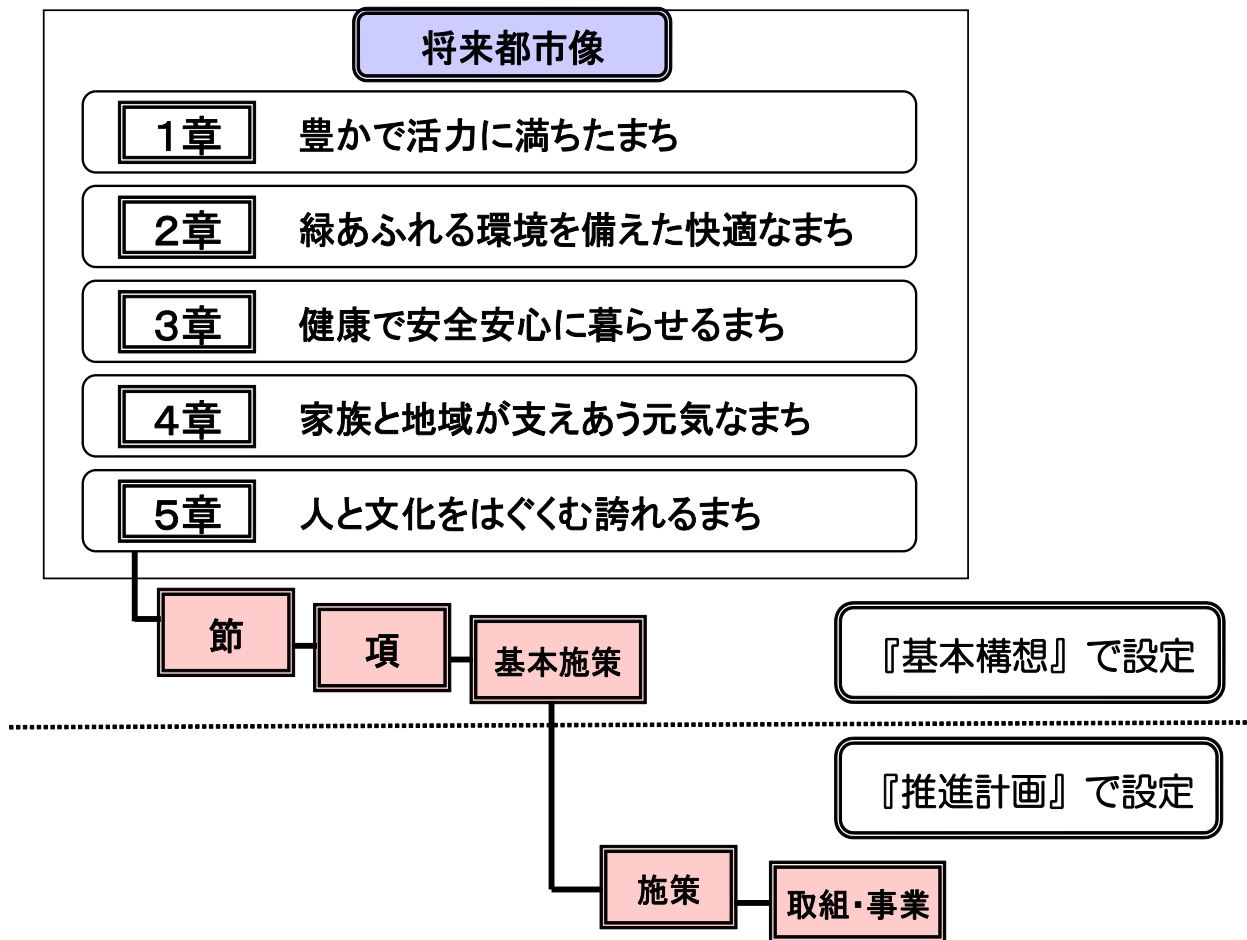 将来都市像
1章 豊かで活力に満ちたまち
2章 緑あふれる環境を備えた快適なまち
3章 健康で安全安心に暮らせるまち
4章 家族と地域が支えあう元気なまち
5章 人と文化をはぐくむ誇れるまち
節
項
基本施策
『基本構想』で設定
『推進計画』で設定
施策
取組・事業